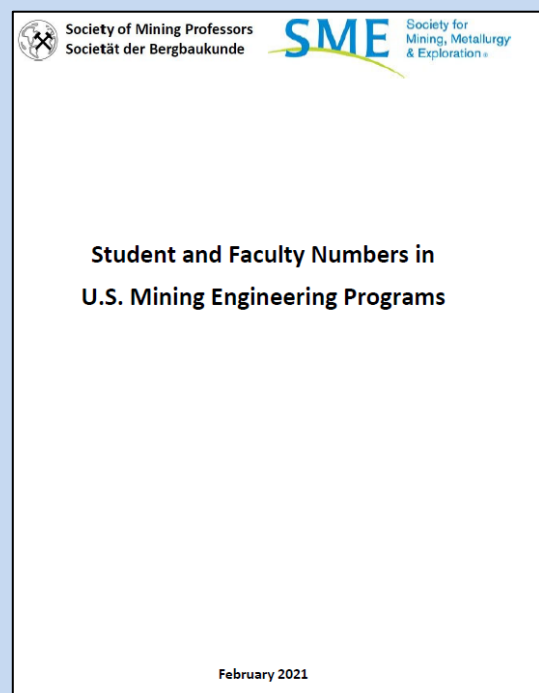 Society of Mining Professors
Societät der Bergbaukunde
SME
Society for
Mining, Metallurgy
& Exploration®
Student and Faculty Numbers in
U.S. Mining Engineering Programs
February 2021